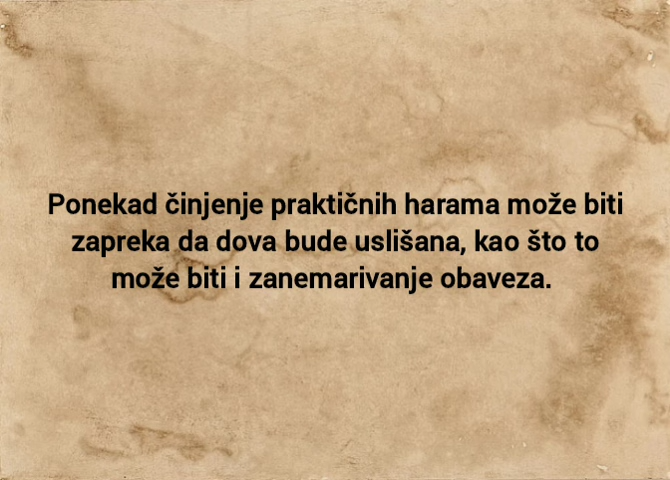 Ponekad činjenje praktičnih harama može biti
zapreka da dova bude uslišana, kao što to
može biti i zanemarivanje obaveza.